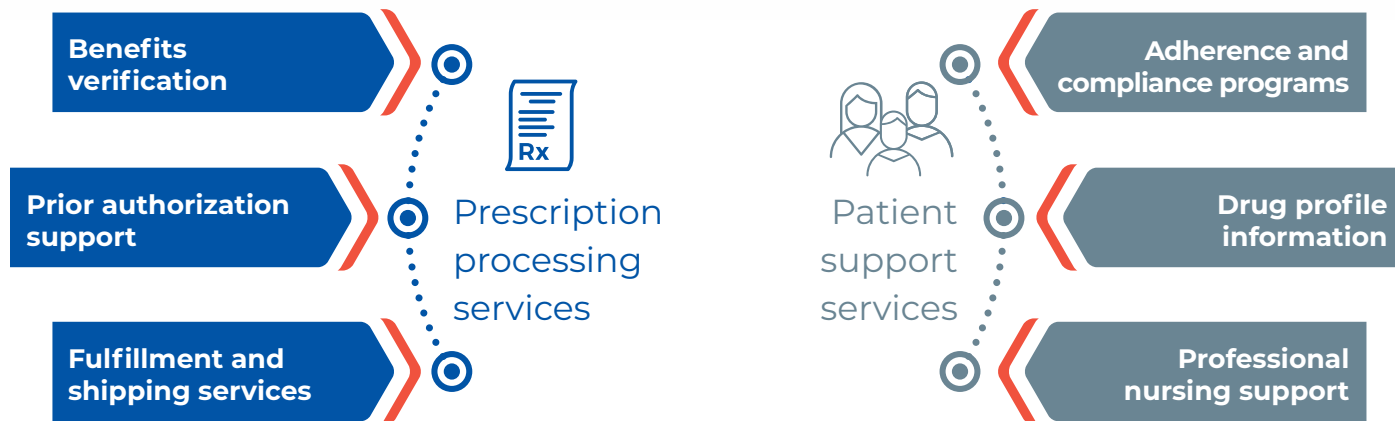 Benefits
verification
Prior authorization
support
Fulfillment and
shipping services
Rx
Prescription
processing
services
Patient
support
services
Adherence and
compliance programs
Drug profile
information
Professional
nursing support